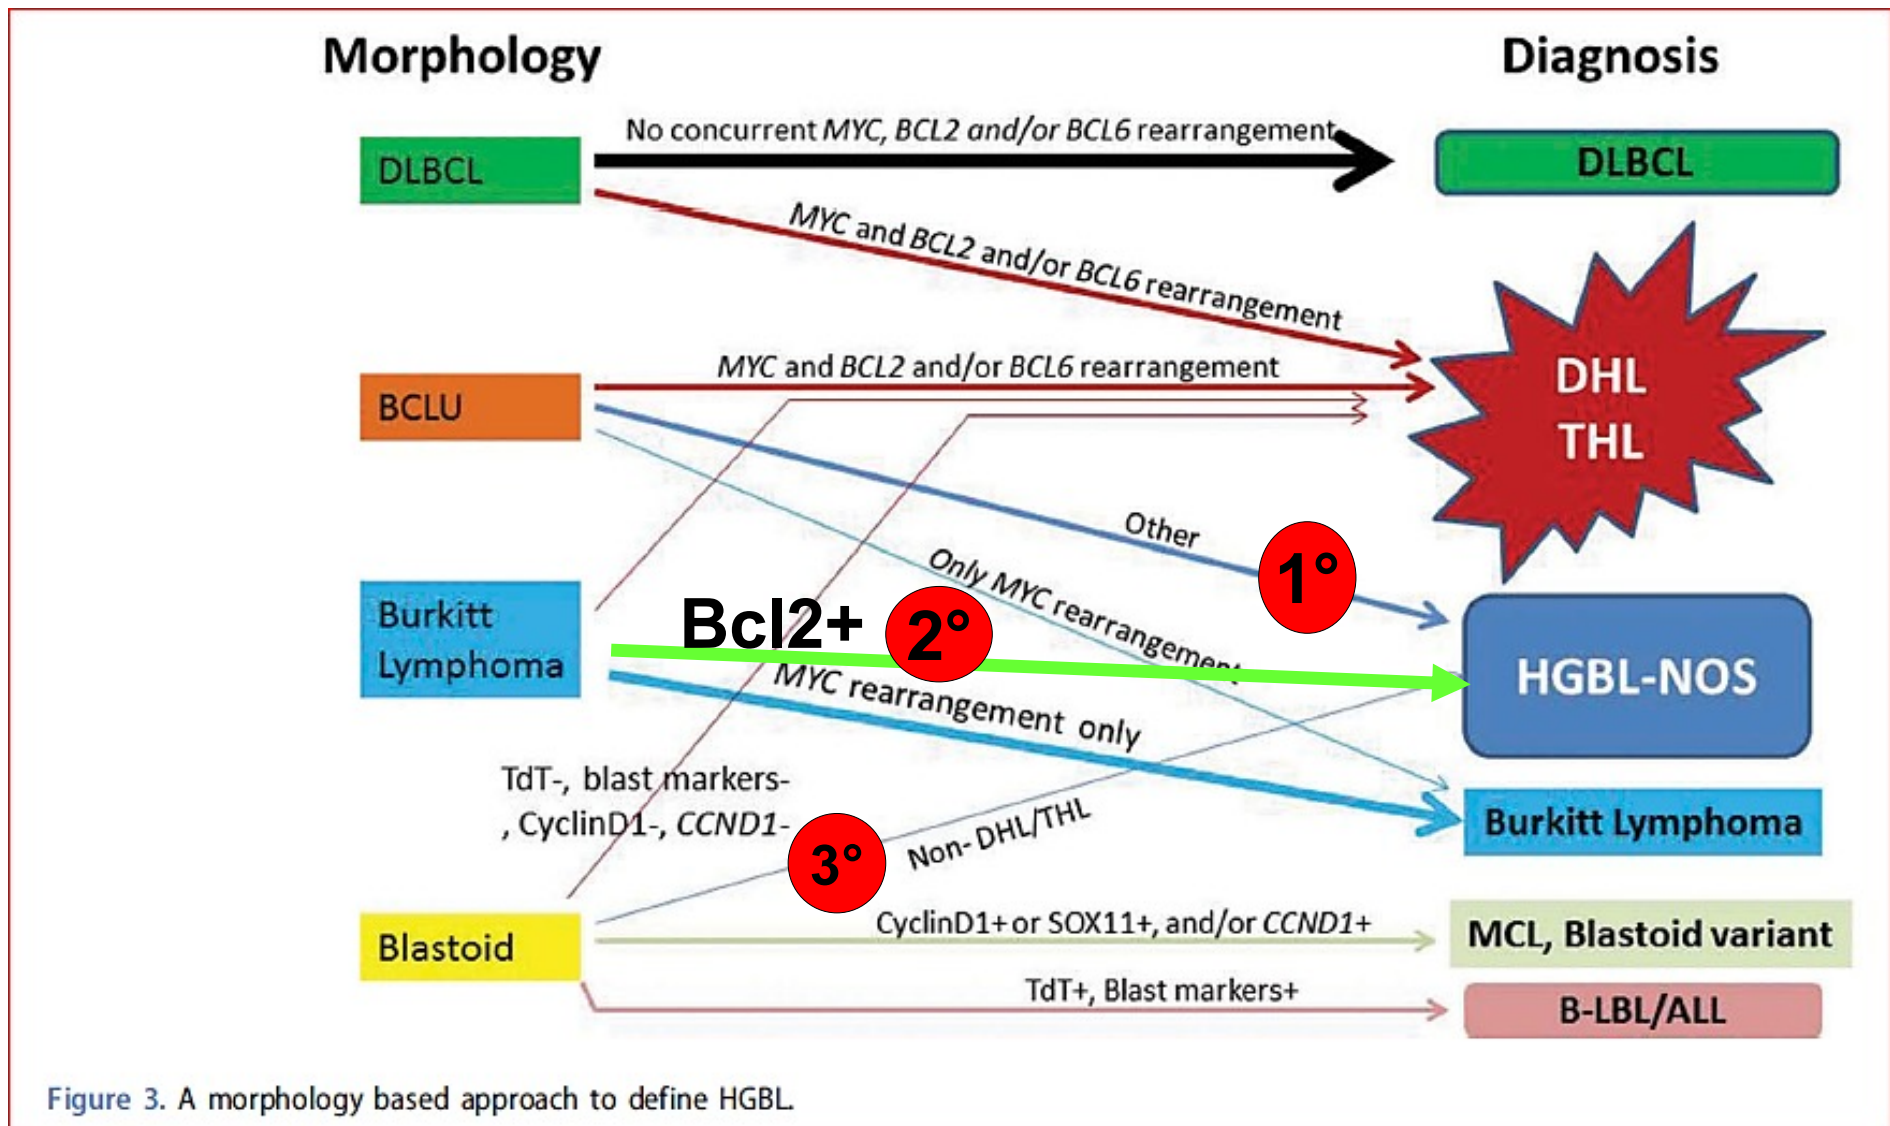 Morphology
Diagnosis
No concurrent MYC, BCL2 and/or BCL6 rearrangement
DLBCL
DLBCL
MYC and BCL2 and/or BCL6 rearrangement
MYC and BCL2 and/or BCL6 rearrangement
DHL
THL
BCLU
Other
1°
Only MYC rearrangement
Burkitt
Lymphoma
Bcl2+
2°
HGBL-NOS
MYC rearrangement only
TdT-, blast markers-
, CyclinD1-, CCND1-
Burkitt Lymphoma
3°
Non- DHL/THL
CyclinD1+ or SOX11+, and/or CCND1+
MCL, Blastoid variant
Blastoid
TdT+, Blast markers+
B-LBL/ALL
Figure 3. A morphology based approach to define HGBL.